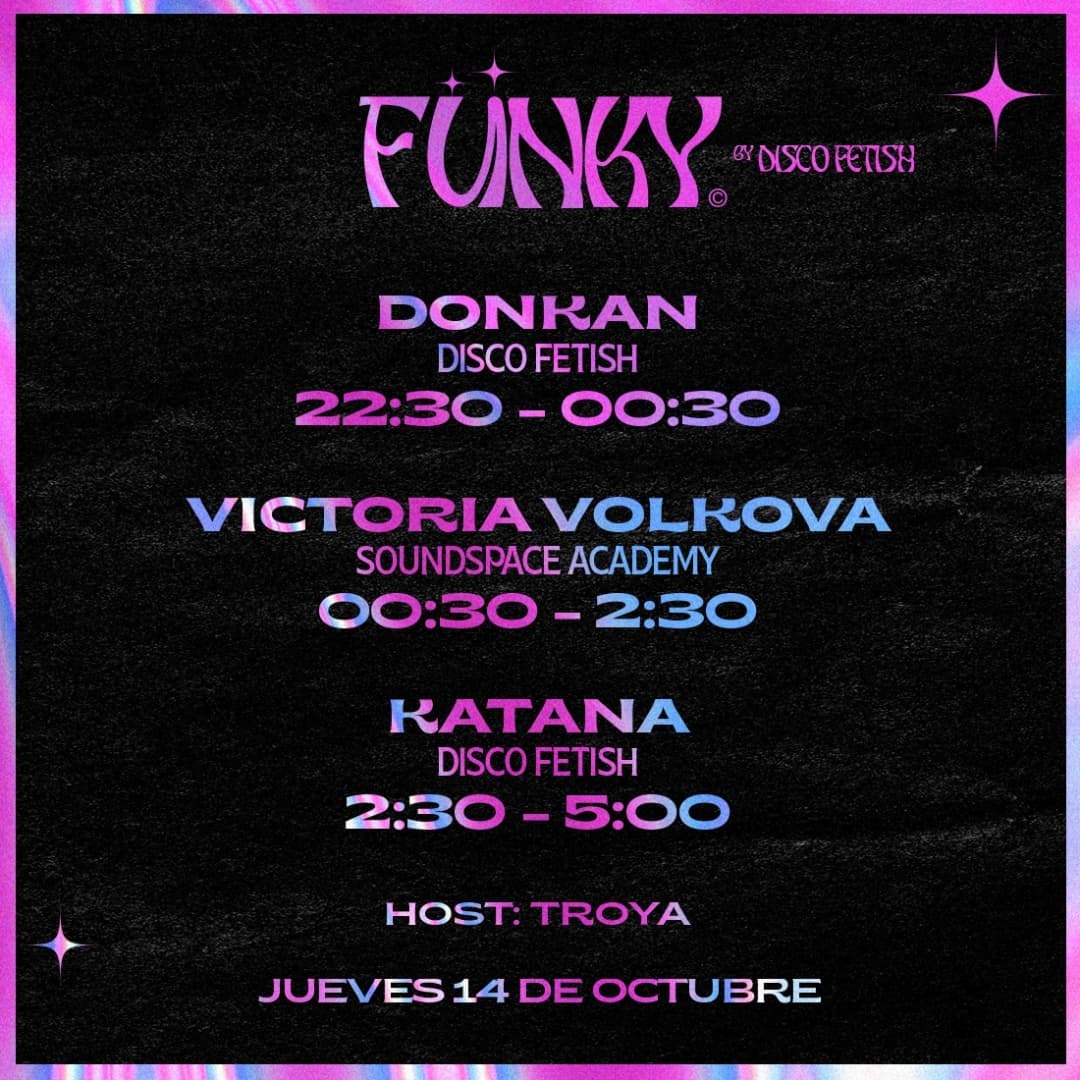 FUNKY© BY DISCO FETISH
DONKAN
DISCO FETISH
22:30 - 00:30
VICTORIA VOLKOVA
SOUNDSPACE ACADEMY
00:30 - 2:30
KATANA
DISCO FETISH
2:30 - 5:00
HOST: TROYA
JUEVES 14 DE OCTUBRE